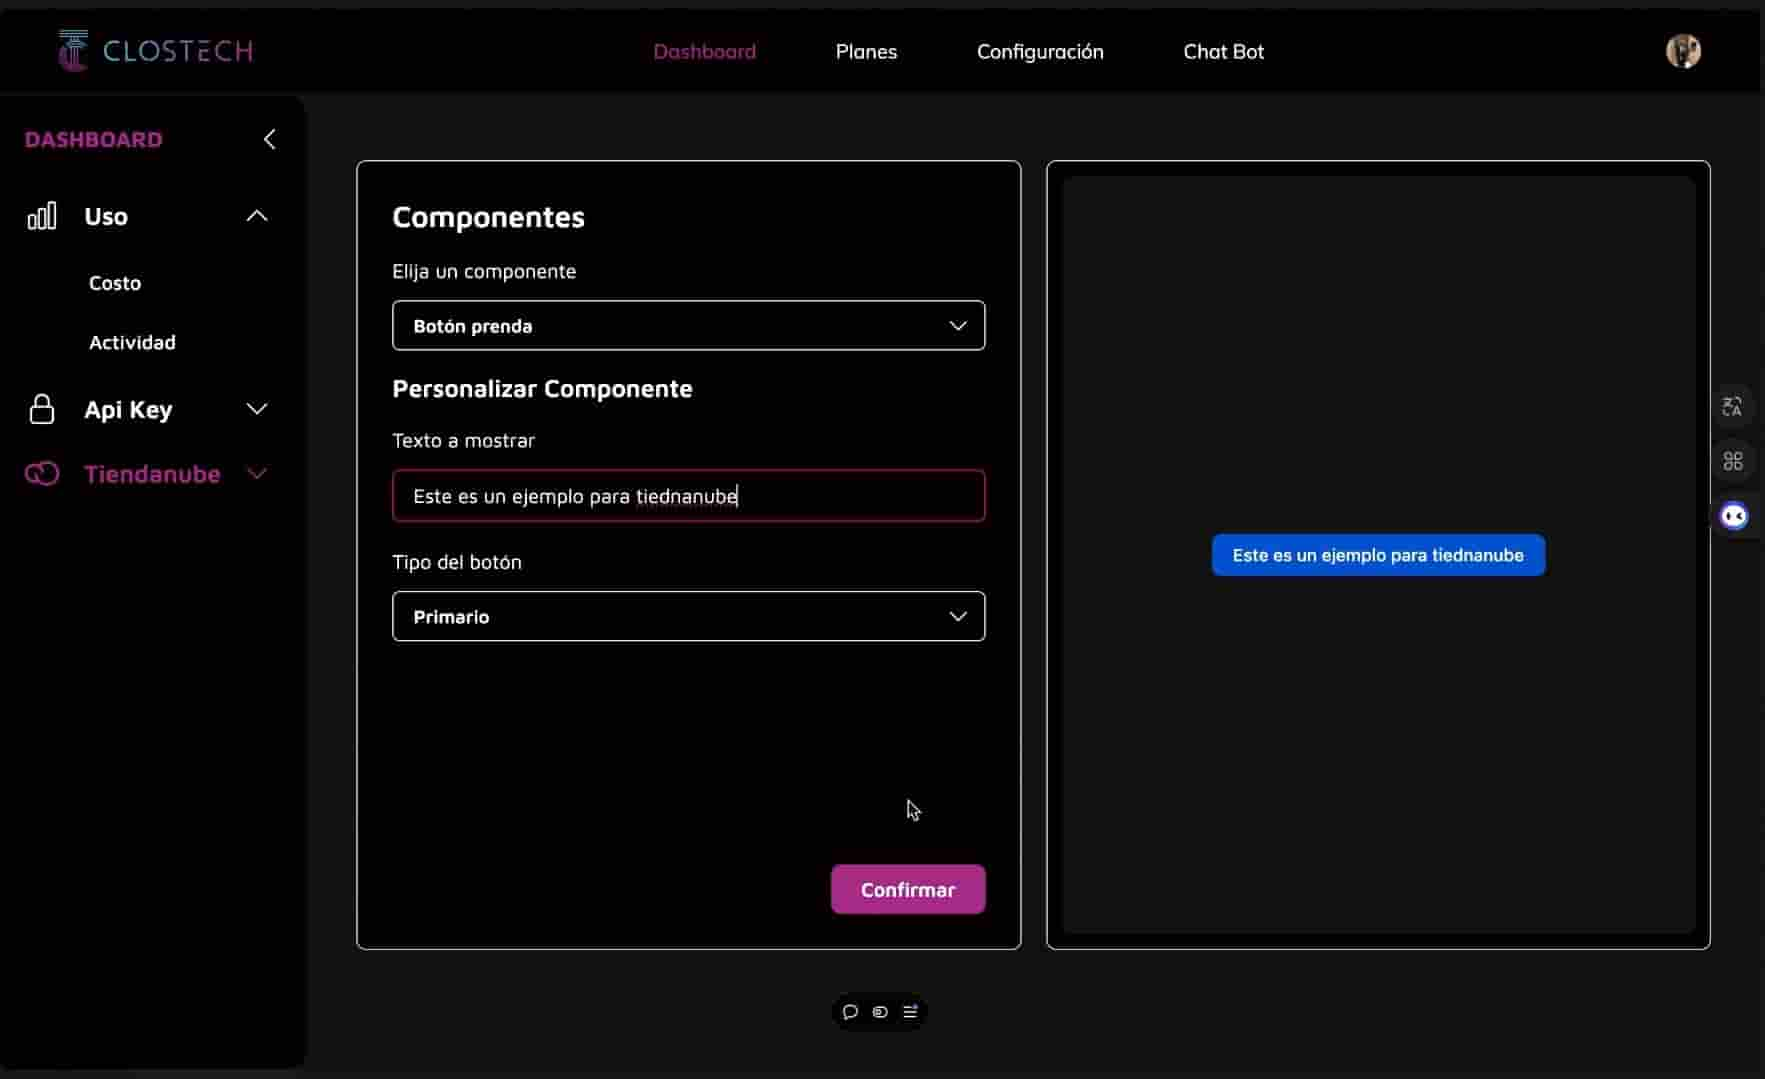 CLOSTECH
Dashboard
Planes
Configuración
Chat Bot
DASHBOARD
Uso
Costo
Actividad
Api Key
Tiendanube
Componentes
Elija un componente
Botón prenda
Personalizar Componente
Texto a mostrar
Este es un ejemplo para tiednanube
Tipo del botón
Primario
Confirmar
Este es un ejemplo para tiednanube